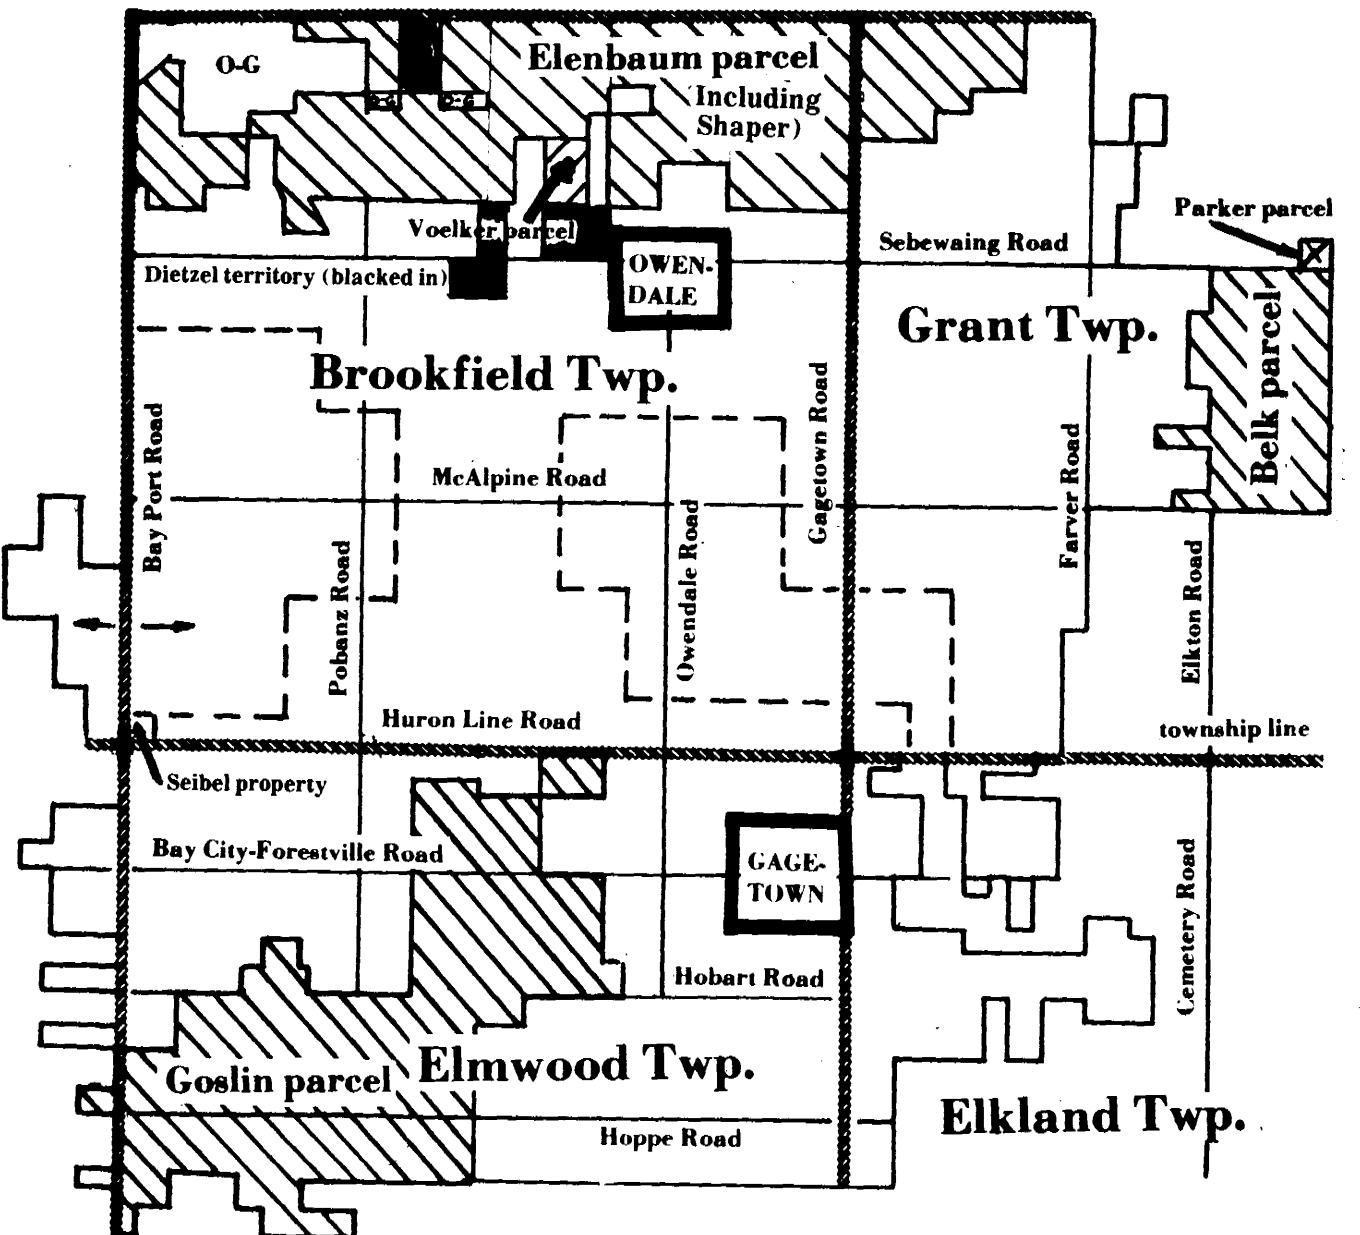 Elenbaum parcel
(Including
Shaper)
O-G
O-G
O-G
Voelker parcel
Parker parcel
Sebewaing Road
Dietzel territory (blacked in)
OWEN-
DALE
Grant Twp.
Belk parcel
Brookfield Twp.
Bay Port Road
Gagetown Road
McAlpine Road
Farver Road
Pobanz Road
Owendale Road
Elkton Road
Huron Line Road
township line
Seibel property
Bay City-Forestville Road
GAGE-
TOWN
Cemetery Road
Hobart Road
Goslin parcel
Elmwood Twp.
Elkland Twp.
Hoppe Road